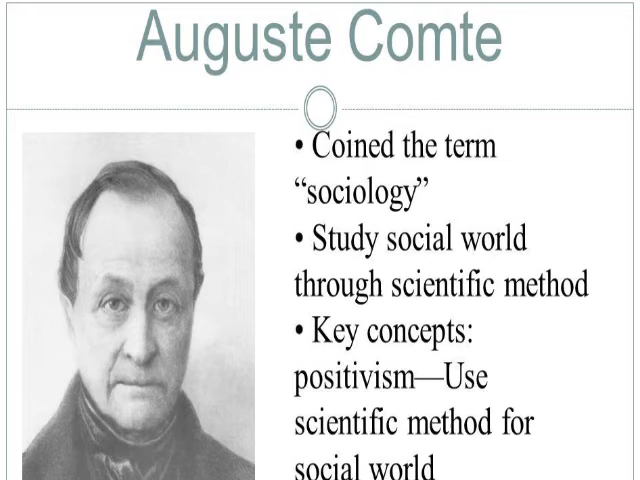 Auguste Comte
• Coined the term
“sociology”
• Study social world
through scientific method
• Key concepts:
positivism—Use
scientific method for
social world